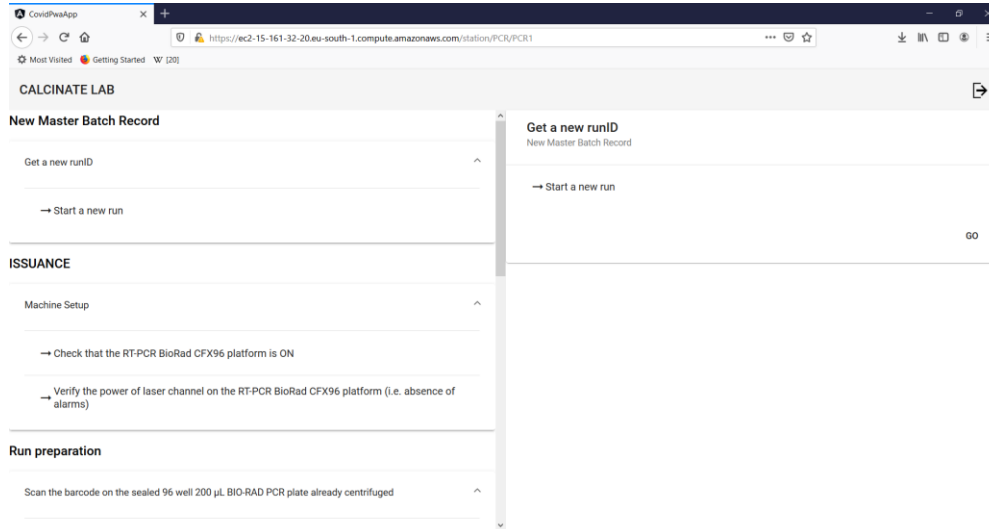 CovidPwaApp
https://ec2-15-161-32-20.eu-south-1.compute.amazonaws.com/station/PCR/PCR1
Most Visited Getting Started W [20]
CALCINATE LAB
New Master Batch Record
Get a new runID
→ Start a new run
ISSUANCE
Machine Setup
→ Check that the RT-PCR BioRad CFX96 platform is ON
→ Verify the power of laser channel on the RT-PCR BioRad CFX96 platform (i.e. absence of
alarms)
Run preparation
Scan the barcode on the sealed 96 well 200 µL BIO-RAD PCR plate already centrifuged
Get a new runID
New Master Batch Record
→ Start a new run
GO